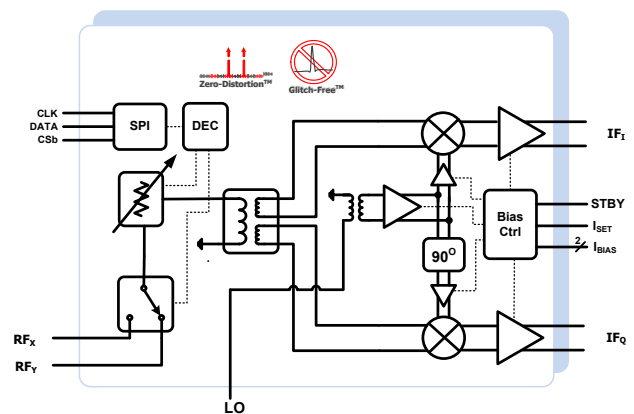 Zero-Distortion™
Glitch-Free™
CLK
DATA
CSb
SPI
DEC
IF_I
STBY
Bias
Ctrl
I_SET
2
I_BIAS
90°
RF_X
RF_Y
IF_Q
LO